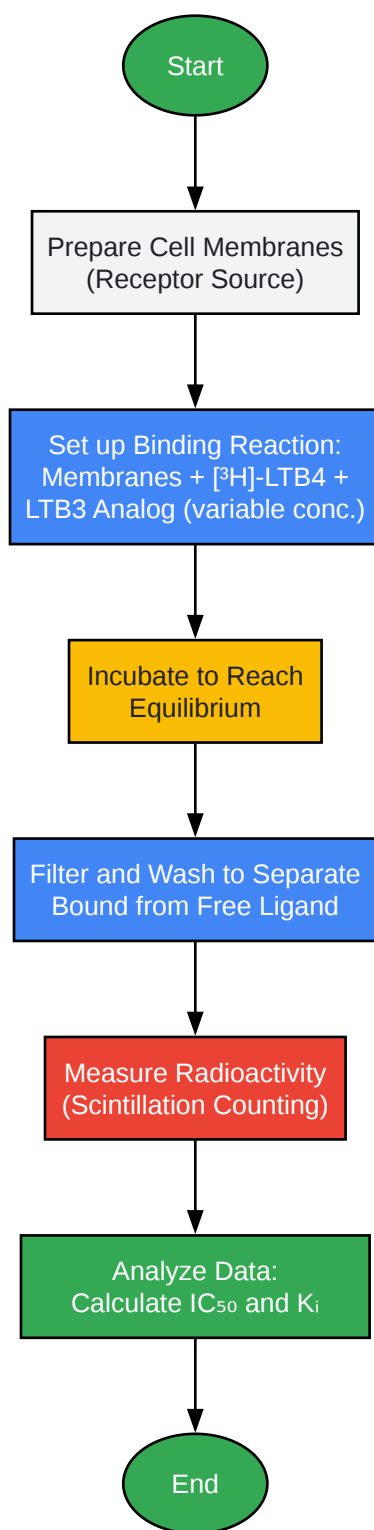 Start
Prepare Cell Membranes
(Receptor Source)
Set up Binding Reaction:
Membranes + [³H]-LTB4 +
LTB3 Analog (variable conc.)
Incubate to Reach
Equilibrium
Filter and Wash to Separate
Bound from Free Ligand
Measure Radioactivity
(Scintillation Counting)
Analyze Data:
Calculate IC₅₀ and Kᵢ
End